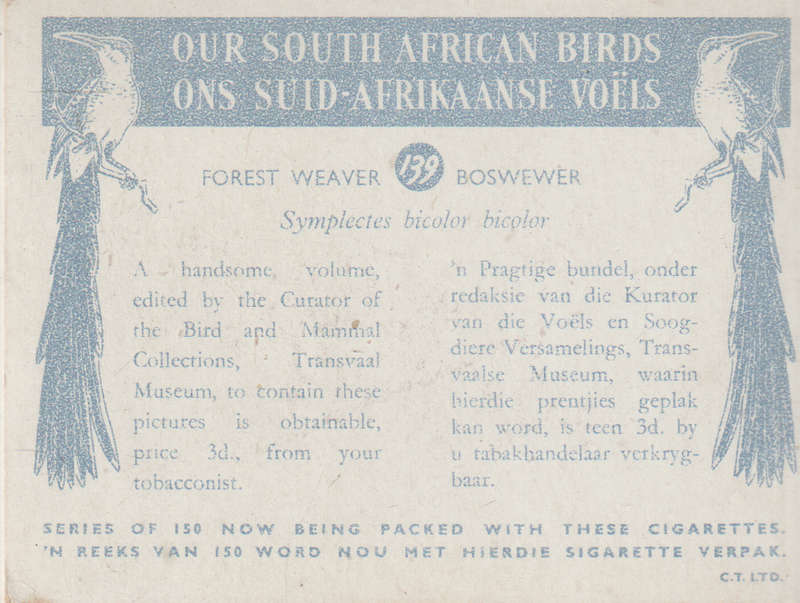 OUR SOUTH AFRICAN BIRDS
ONS SUID-AFRIKAANSE VOËLS
FOREST WEAVER 139 BOSWEWER
Symplectes bicolor bicolor
A handsome volume,
edited by the Curator of
the Bird and Mammal
Collections, Transvaal
Museum, to contain these
pictures is obtainable,
price 3d., from your
tobacconist.
'n Pragtige bundel, onder
redaksie van die Kurator
van die Voëls en Soog-
diere Versamelings, Trans-
vaalse Museum, waarin
hierdie prentjies geplak
kan word, is teen 3d. by
u tabakhandelaar verkryg-
baar.
SERIES OF 150 NOW BEING PACKED WITH THESE CIGARETTES.
'N REEKS VAN 150 WORD NOU MET HIERDIE SIGARETTE VERPAK.
C.T. LTD.